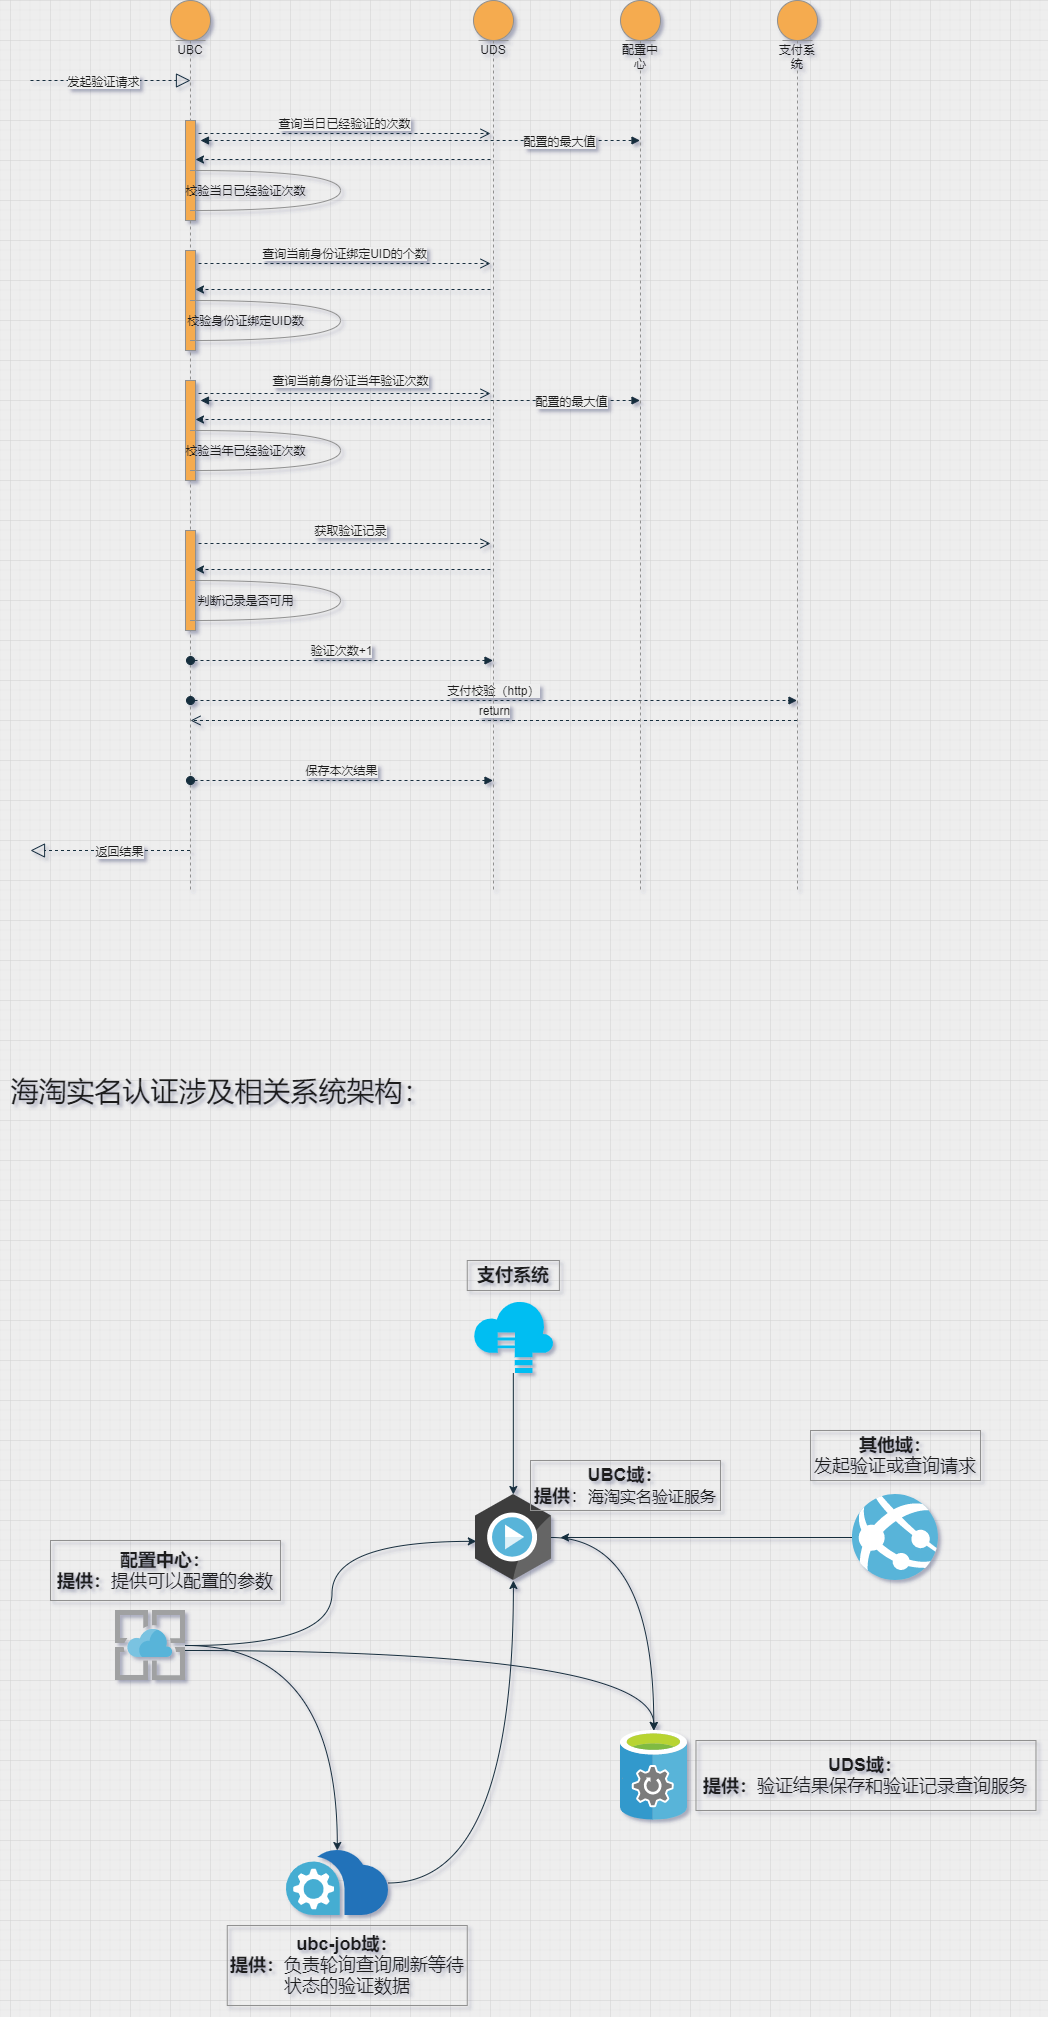 UBC
UDS
配置中
心
支付系
统
发起验证请求
查询当日已经验证的次数
配置的最大值
校验当日已经验证次数
查询当前身份证绑定UID的个数
校验身份证绑定UID数
查询当前身份证当年验证次数
配置的最大值
校验当年已经验证次数
获取验证记录
判断记录是否可用
验证次数+1
支付校验（http）
return
保存本次结果
返回结果
海淘实名认证涉及相关系统架构：
支付系统
其他域：
发起验证或查询请求
UBC域：
提供：海淘实名验证服务
配置中心：
提供：提供可以配置的参数
UDS域：
提供：验证结果保存和验证记录查询服务
ubc-job域：
提供：负责轮询查询刷新等待
状态的验证数据